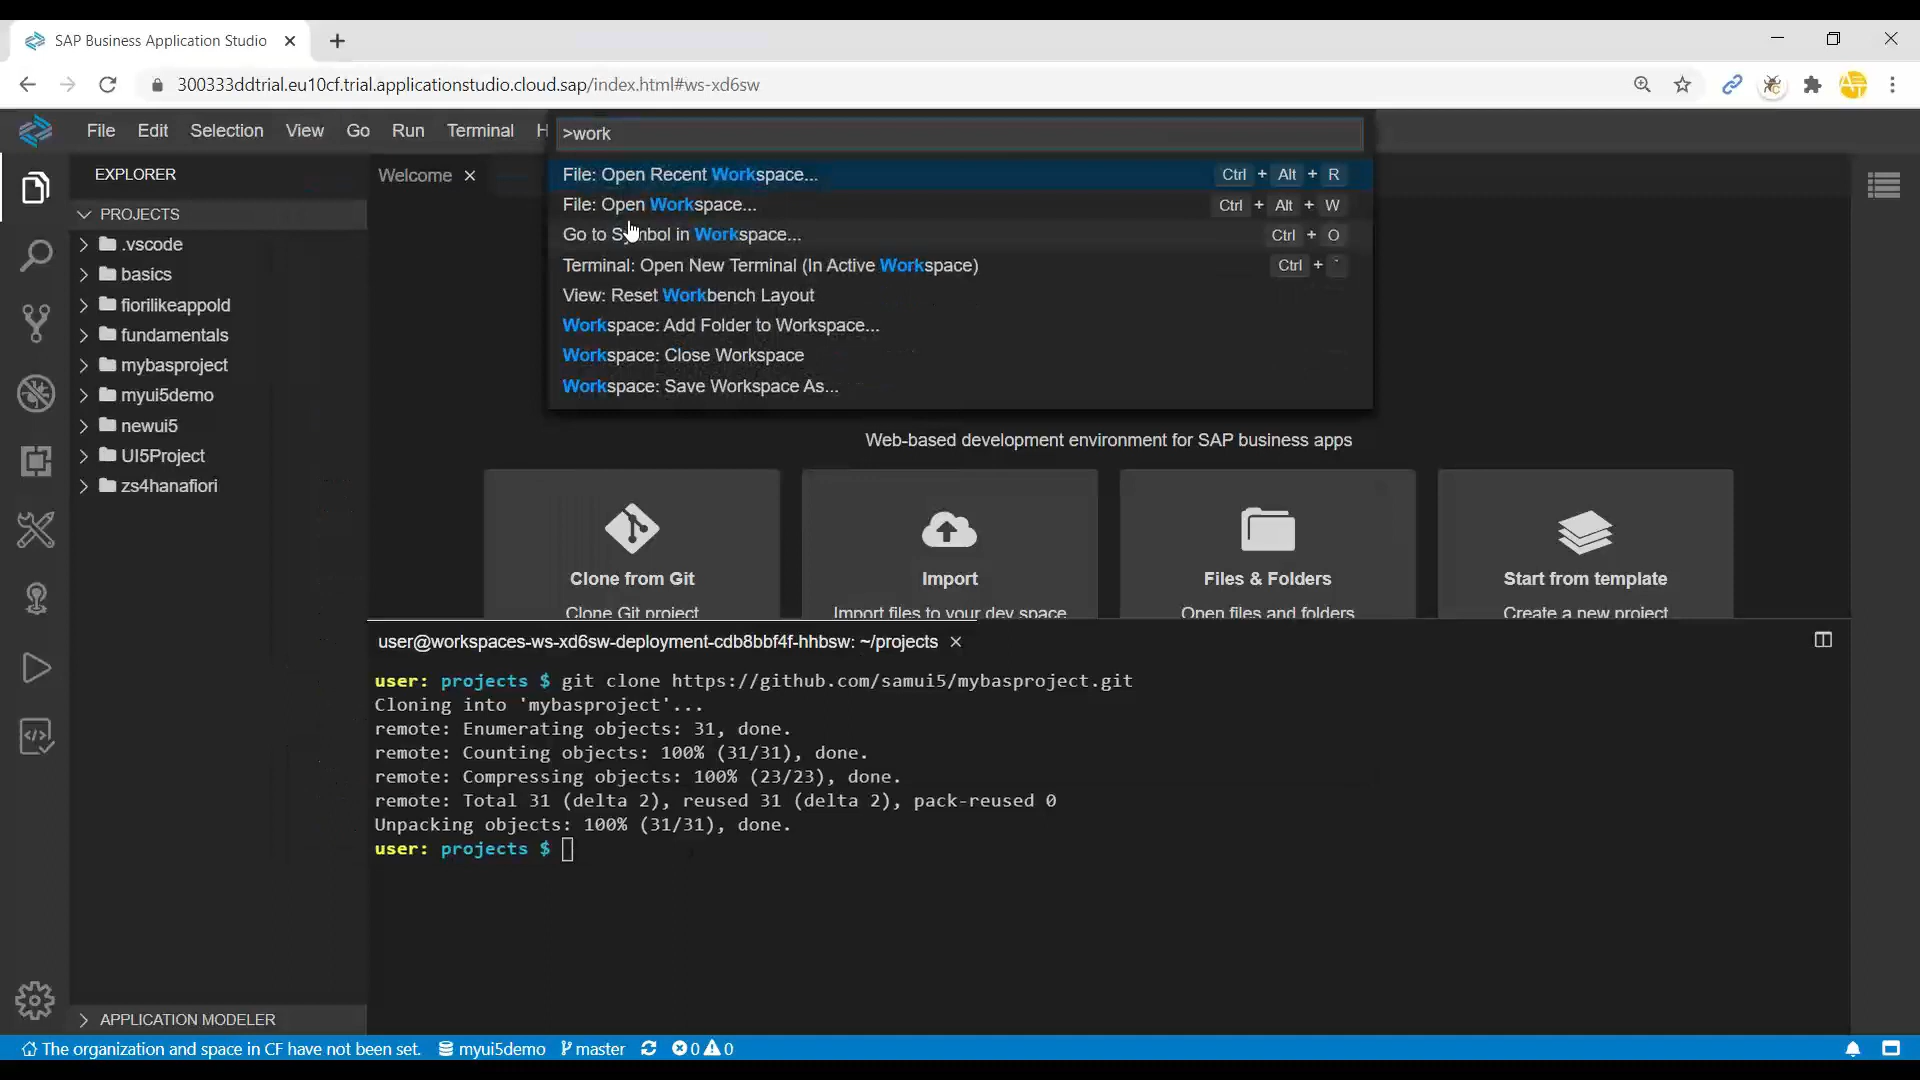 SAP Business Application Studio
300333ddtrial.eu10cf.trial.applicationstudio.cloud.sap/index.html#ws-xd6sw
File Edit Selection View Go Run Terminal H
>work
File: Open Recent Workspace... Ctrl + Alt + R
File: Open Workspace... Ctrl + Alt + W
Go to Symbol in Workspace... Ctrl + O
Terminal: Open New Terminal (In Active Workspace) Ctrl + `
View: Reset Workbench Layout
Workspace: Add Folder to Workspace...
Workspace: Close Workspace
Workspace: Save Workspace As...
EXPLORER
PROJECTS
.vscode
basics
fiorilikeappold
fundamentals
mybasproject
myui5demo
newui5
UI5Project
zs4hanafiori
APPLICATION MODELER
Welcome
Web-based development environment for SAP business apps
Clone from Git
Clone Git project
Import
Import files to your dev space
Files & Folders
Open files and folders
Start from template
Create a new project
user@workspaces-ws-xd6sw-deployment-cdb8bbf4f-hhbsw: ~/projects
user: projects $ git clone https://github.com/samui5/mybasproject.git
Cloning into 'mybasproject'...
remote: Enumerating objects: 31, done.
remote: Counting objects: 100% (31/31), done.
remote: Compressing objects: 100% (23/23), done.
remote: Total 31 (delta 2), reused 31 (delta 2), pack-reused 0
Unpacking objects: 100% (31/31), done.
user: projects $
The organization and space in CF have not been set. myui5demo master 0 0